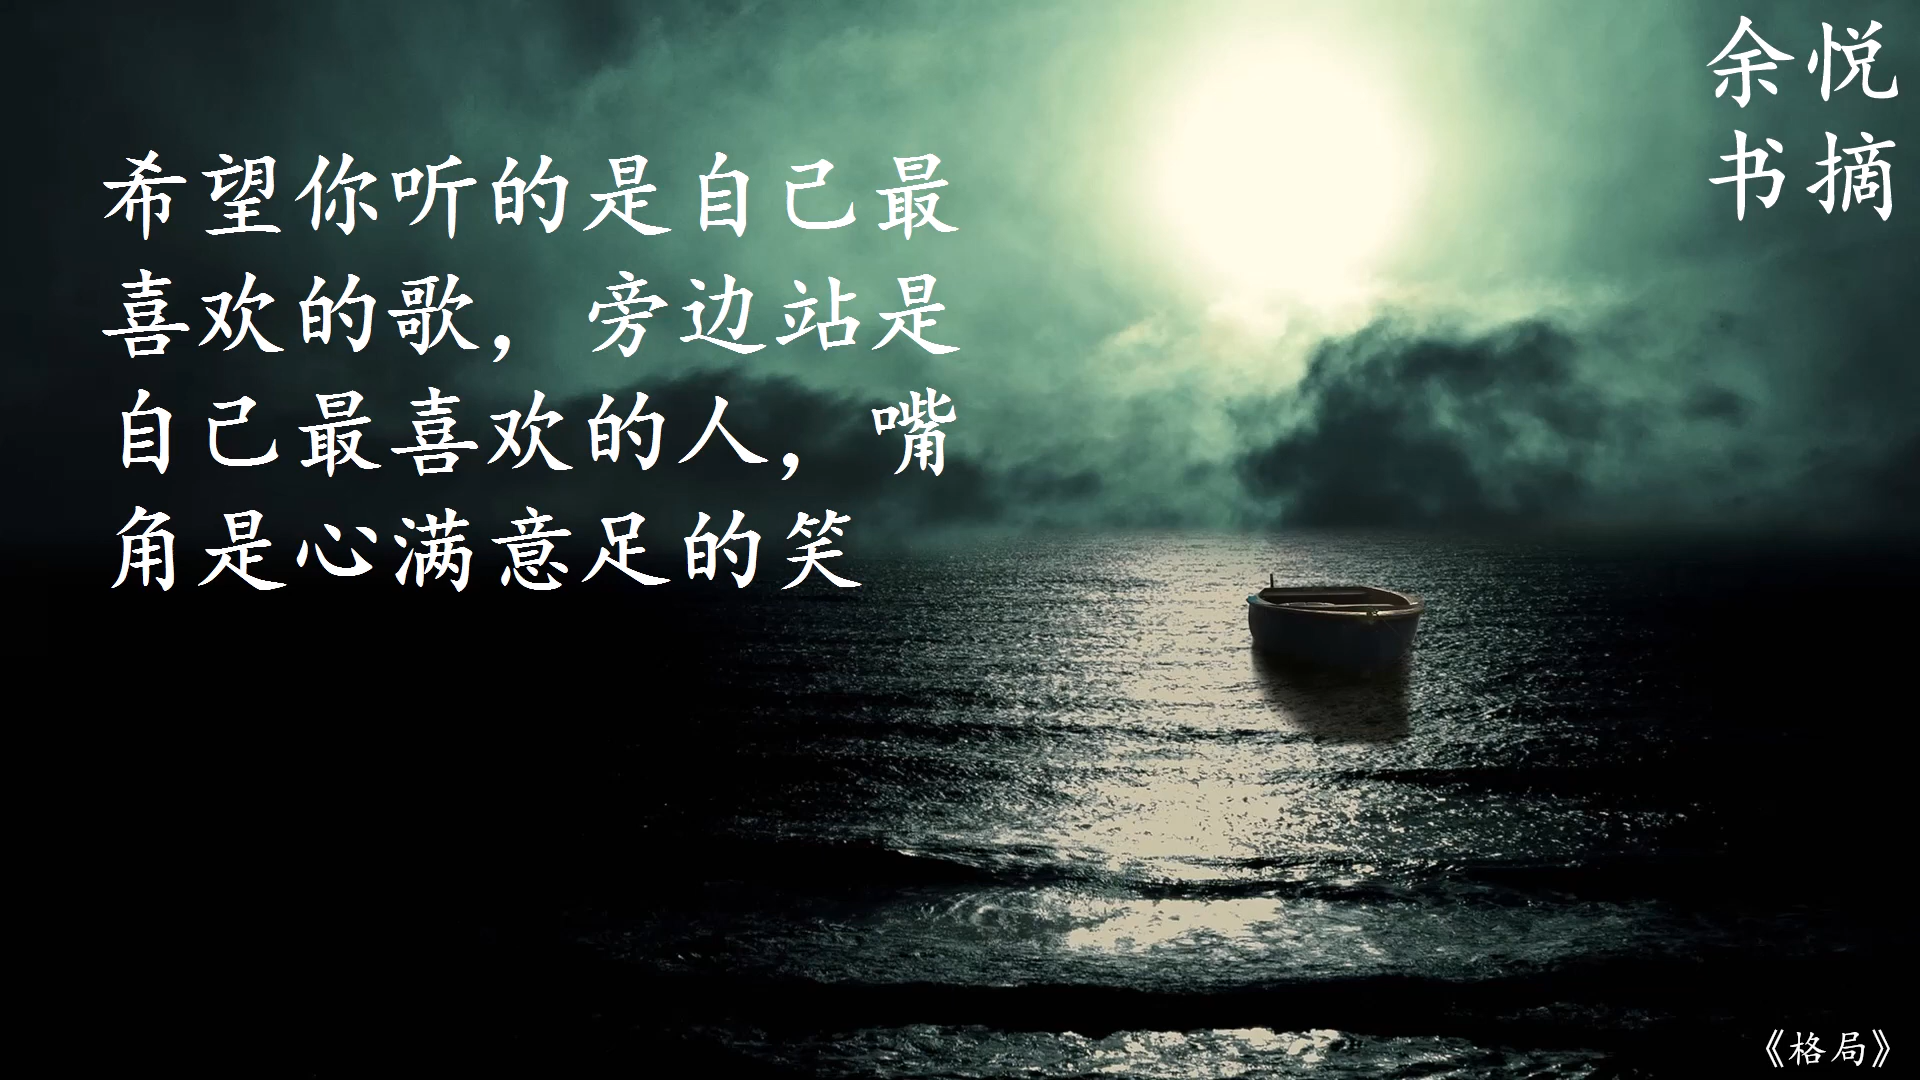 余悦
书摘
希望你听的是自己最
喜欢的歌，旁边站是
自己最喜欢的人，嘴
角是心满意足的笑
《格局》